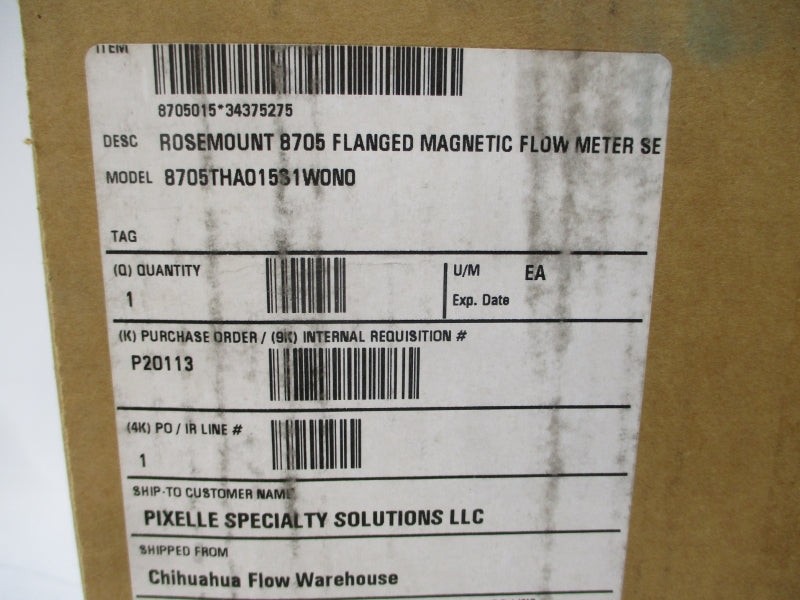 ITEM
8705015*34375275
DESC ROSEMOUNT 8705 FLANGED MAGNETIC FLOW METER SE
MODEL 8705THA015S1W0N0
TAG
(Q) QUANTITY
1
U/M EA
Exp. Date
(K) PURCHASE ORDER / (9K) INTERNAL REQUISITION #
P20113
(4K) PO / IR LINE #
1
SHIP-TO CUSTOMER NAME
PIXELLE SPECIALTY SOLUTIONS LLC
SHIPPED FROM
Chihuahua Flow Warehouse